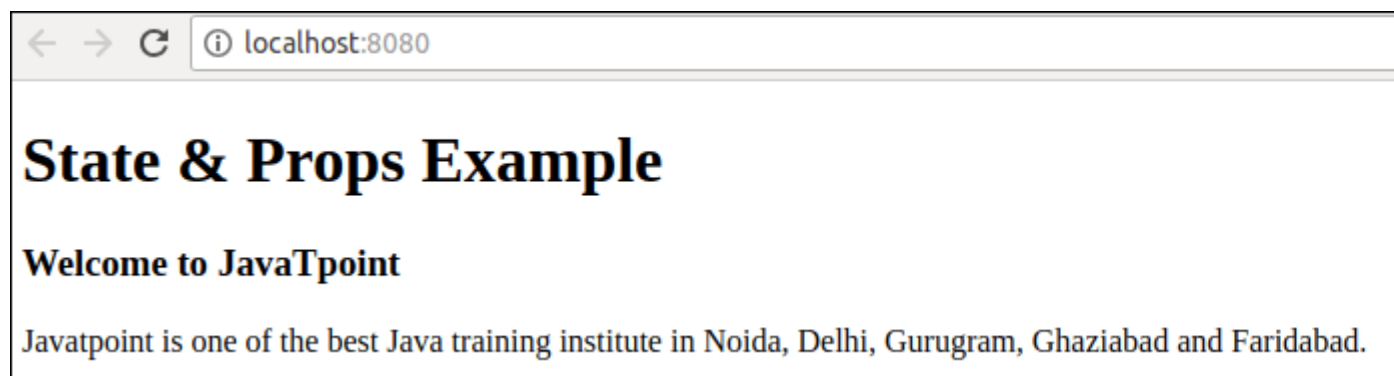 localhost:8080
State & Props Example
Welcome to JavaTpoint
Javatpoint is one of the best Java training institute in Noida, Delhi, Gurugram, Ghaziabad and Faridabad.